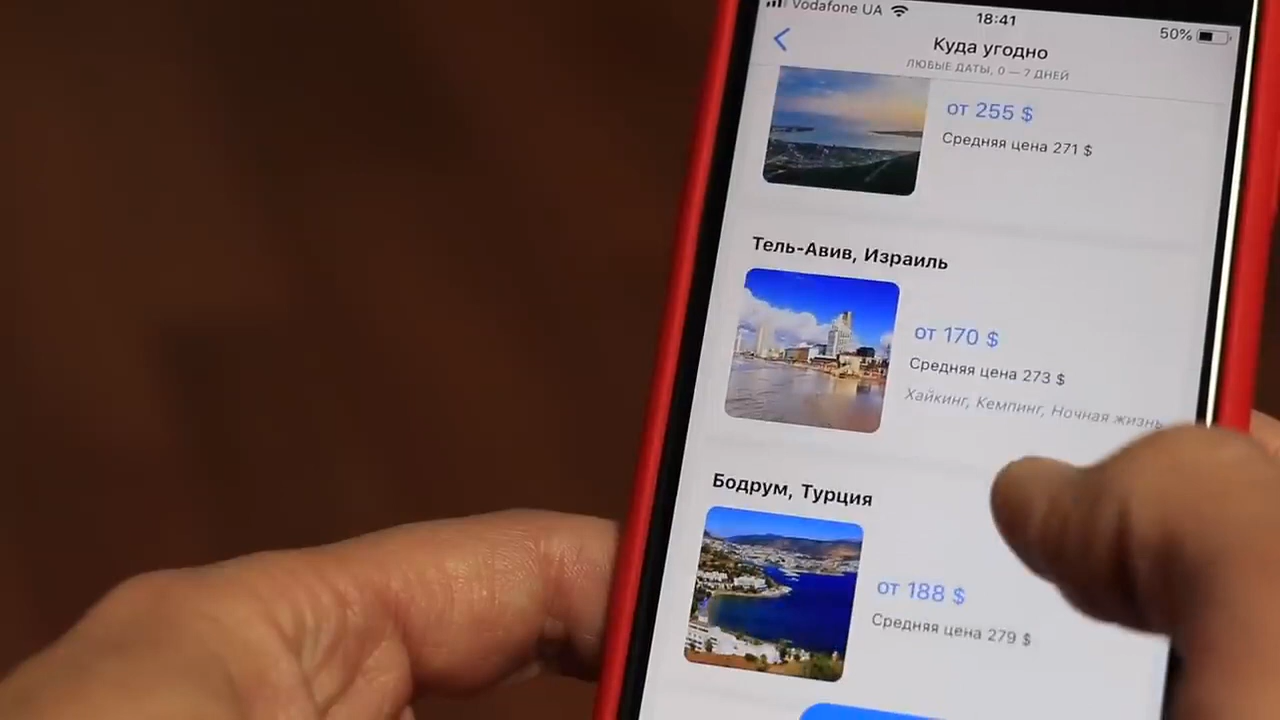 Vodafone UA
18:41
50%
Куда угодно
ЛЮБЫЕ ДАТЫ, 0 — 7 ДНЕЙ
от 255 $
Средняя цена 271 $
Тель-Авив, Израиль
от 170 $
Средняя цена 273 $
Хайкинг, Кемпинг, Ночная жизнь
Бодрум, Турция
от 188 $
Средняя цена 279 $